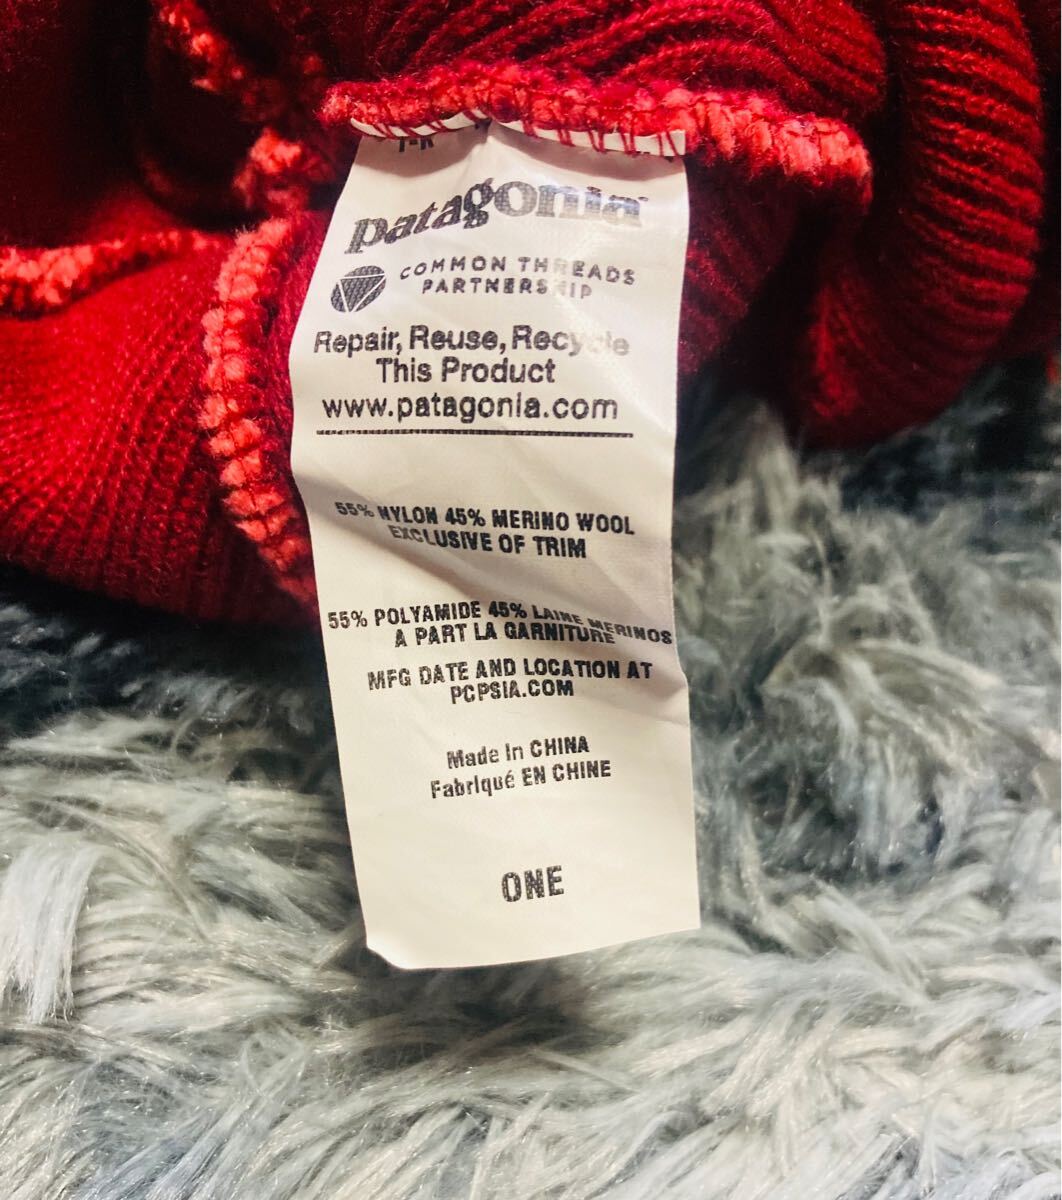 patagonia
COMMON THREADS
PARTNERSHIP
Repair, Reuse, Recycle
This Product
www.patagonia.com
55% NYLON 45% MERINO WOOL
EXCLUSIVE OF TRIM
55% POLYAMIDE 45% LAINE MERINOS
A PART LA GARNITURE
MFG DATE AND LOCATION AT
PCPSIA.COM
Made in CHINA
Fabriqué EN CHINE
ONE